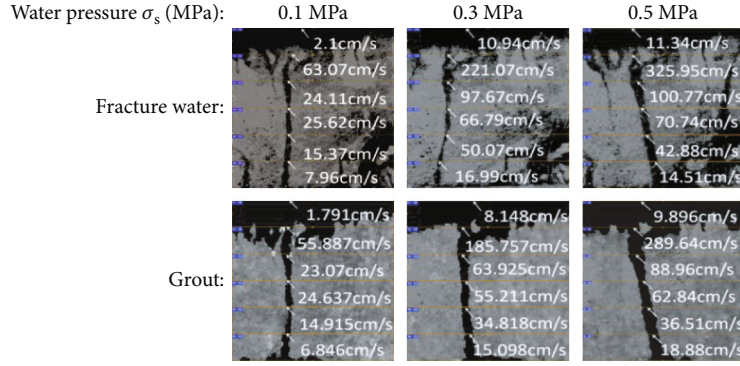 Water pressure σs (MPa): 0.1 MPa 0.3 MPa 0.5 MPa
Fracture water:
2.1cm/s
63.07cm/s
24.11cm/s
25.62cm/s
15.37cm/s
7.96cm/s
10.94cm/s
221.07cm/s
97.67cm/s
66.79cm/s
50.07cm/s
16.99cm/s
11.34cm/s
325.95cm/s
100.77cm/s
70.74cm/s
42.88cm/s
14.51cm/s
Grout:
1.791cm/s
55.887cm/s
23.07cm/s
24.637cm/s
14.915cm/s
6.846cm/s
8.148cm/s
185.757cm/s
63.925cm/s
55.211cm/s
34.818cm/s
15.098cm/s
9.896cm/s
289.64cm/s
88.96cm/s
62.84cm/s
36.51cm/s
18.88cm/s